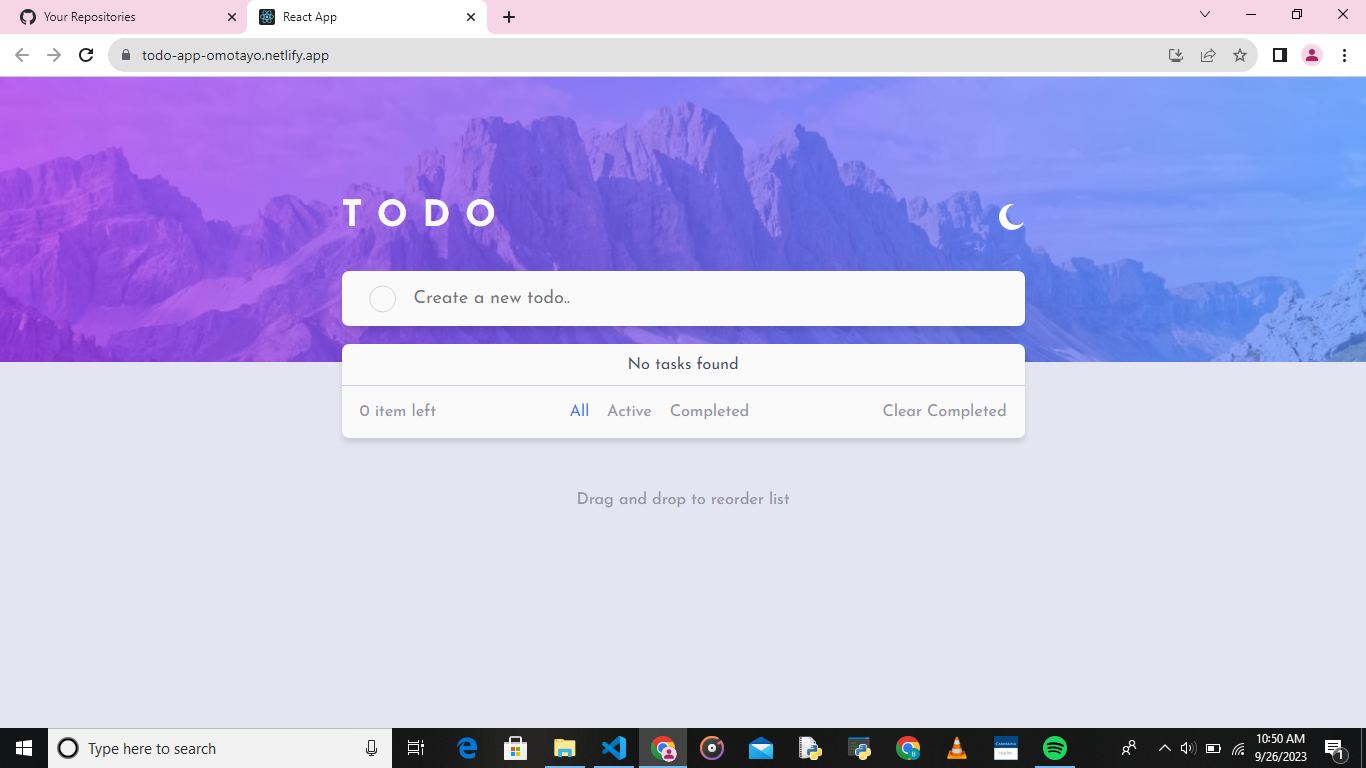 Your Repositories
React App
todo-app-omotayo.netlify.app
TODO
Create a new todo..
No tasks found
0 item left All Active Completed Clear Completed
Drag and drop to reorder list
Type here to search
10:50 AM
9/26/2023
1